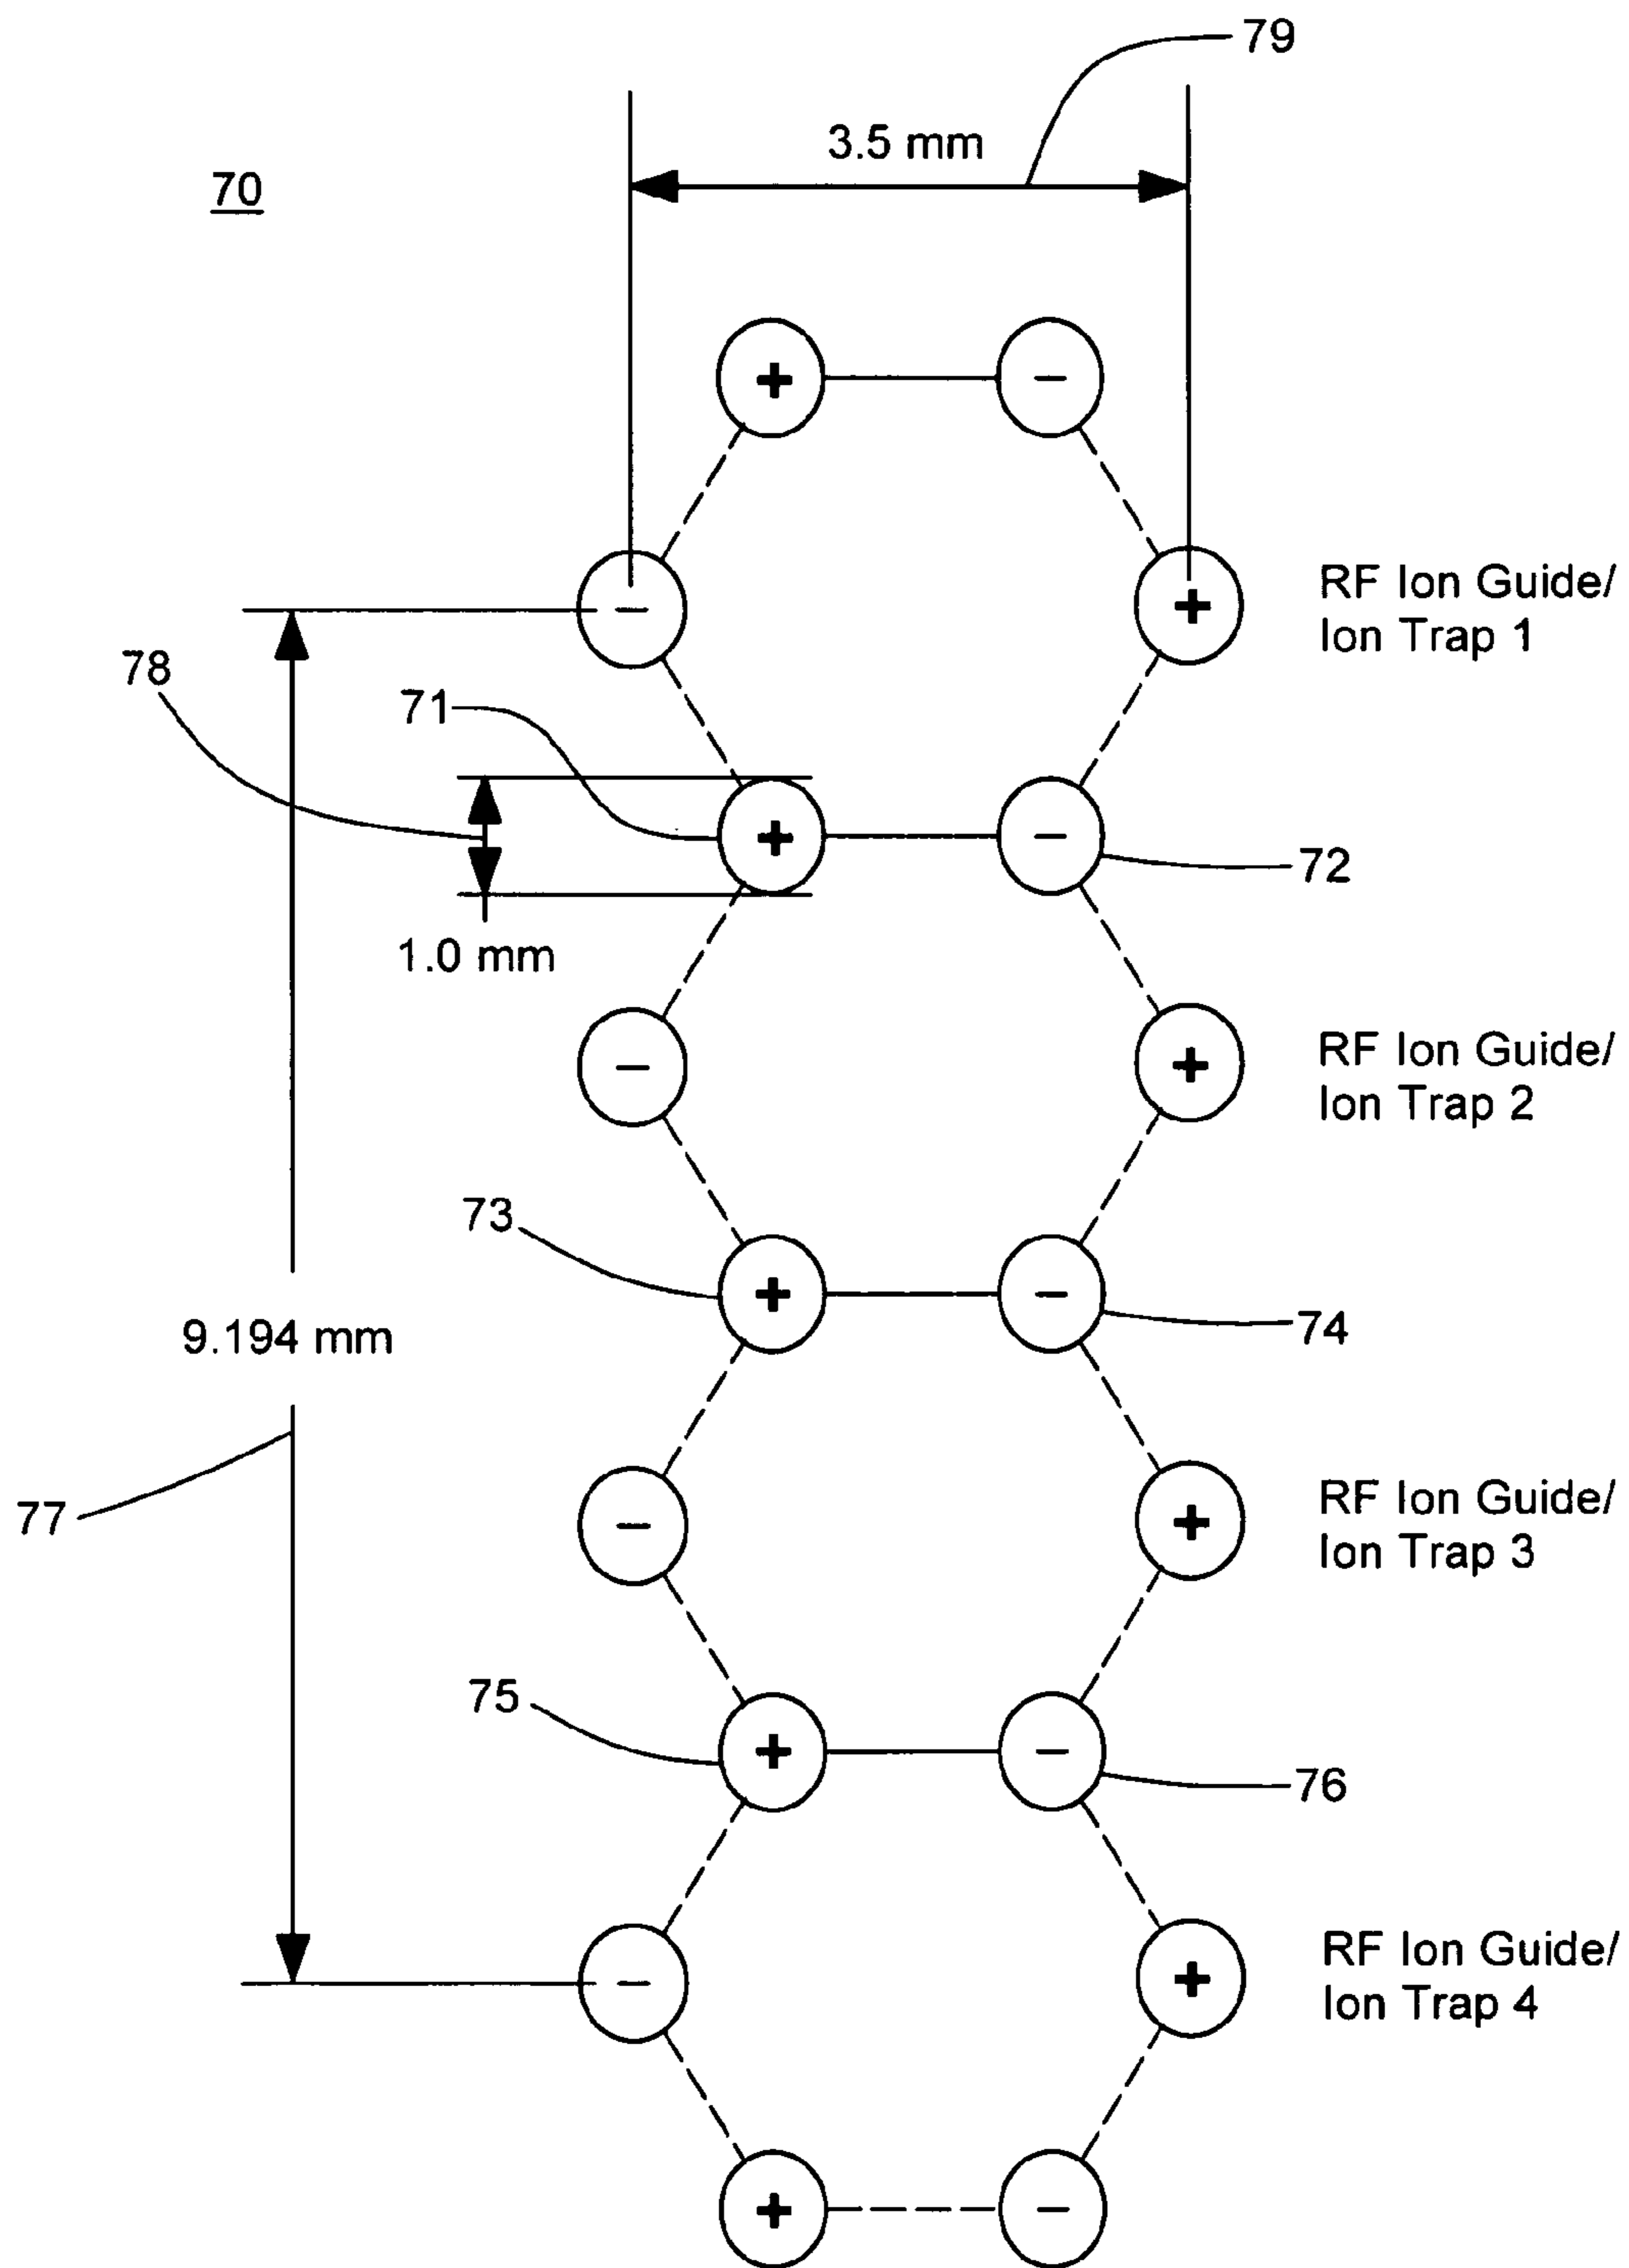 79
3.5 mm
70
+
−
−
+
RF Ion Guide/
Ion Trap 1
78
71
+
−
72
1.0 mm
−
+
RF Ion Guide/
Ion Trap 2
73
+
−
74
9.194 mm
77
−
+
RF Ion Guide/
Ion Trap 3
75
+
−
76
−
+
RF Ion Guide/
Ion Trap 4
+
−